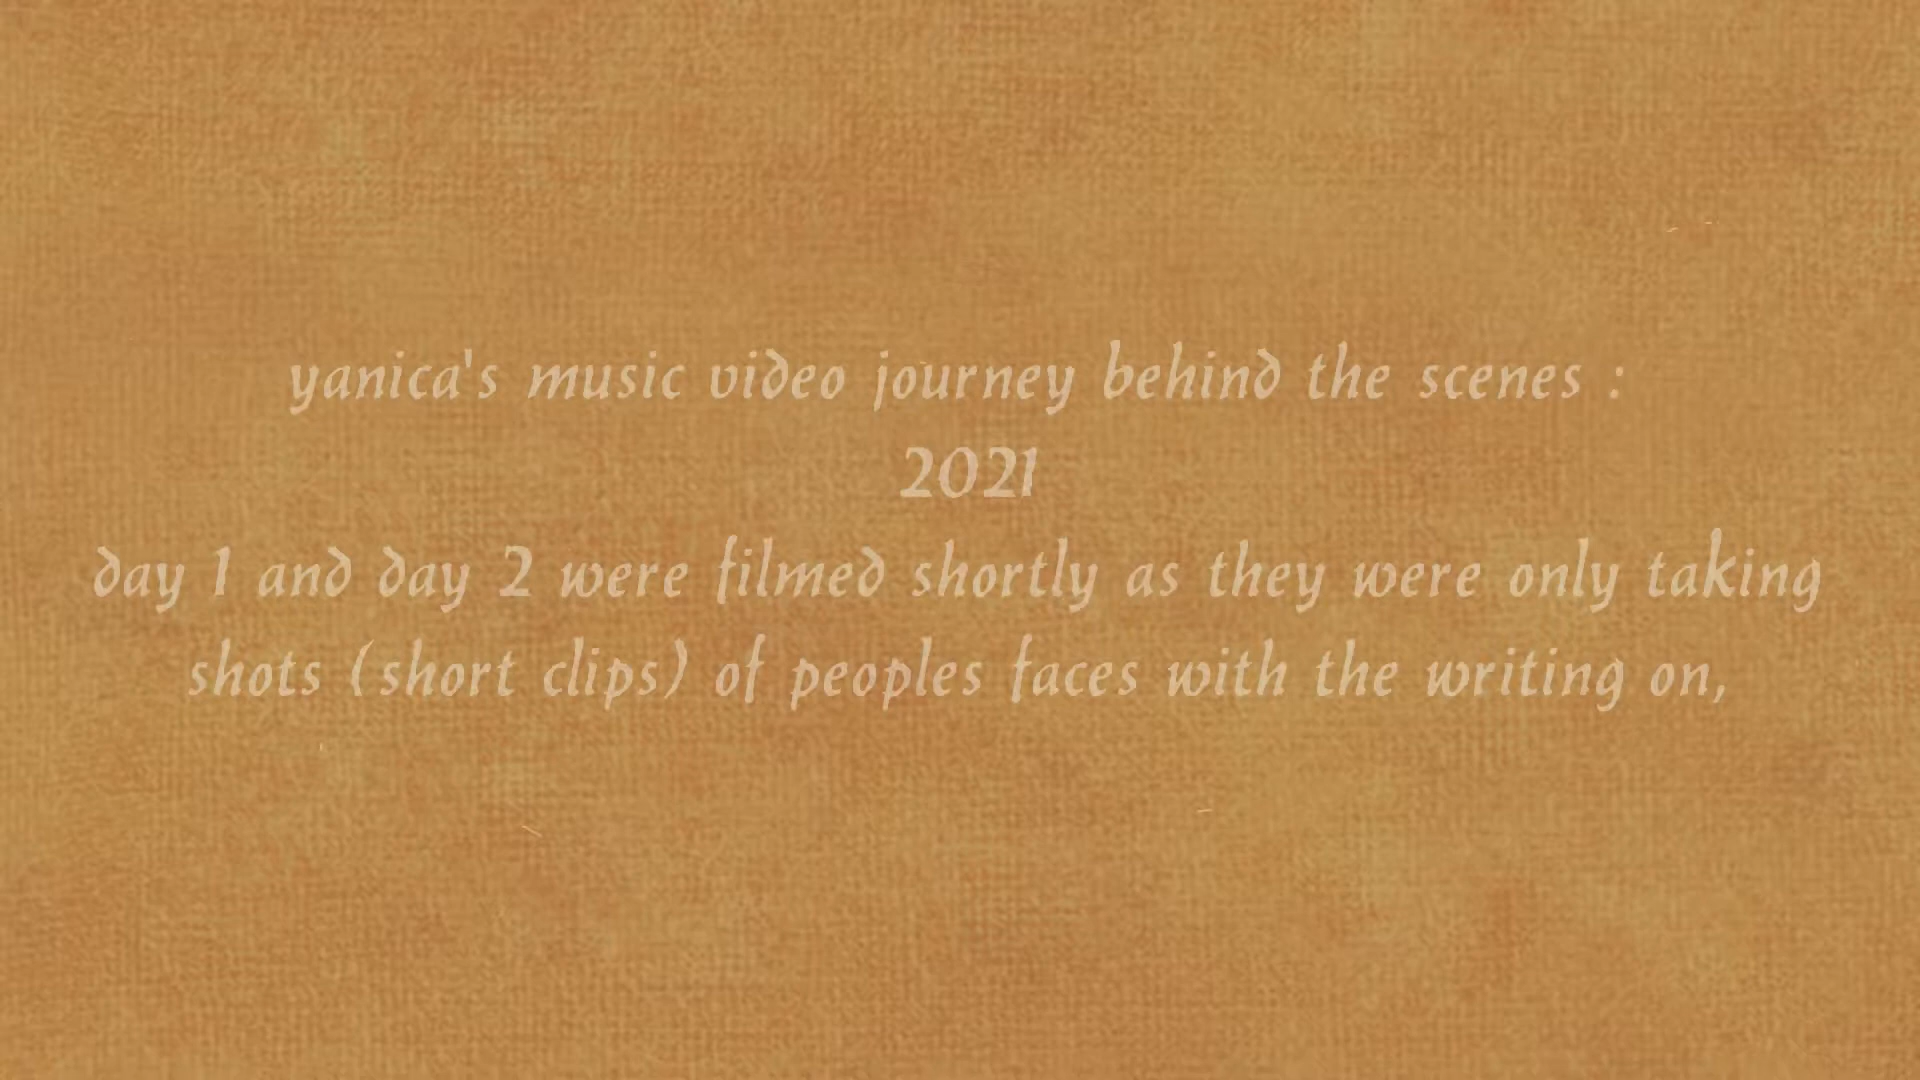 yanica's music video journey behind the scenes :
2021
day 1 and day 2 were filmed shortly as they were only taking
shots (short clips) of peoples faces with the writing on,